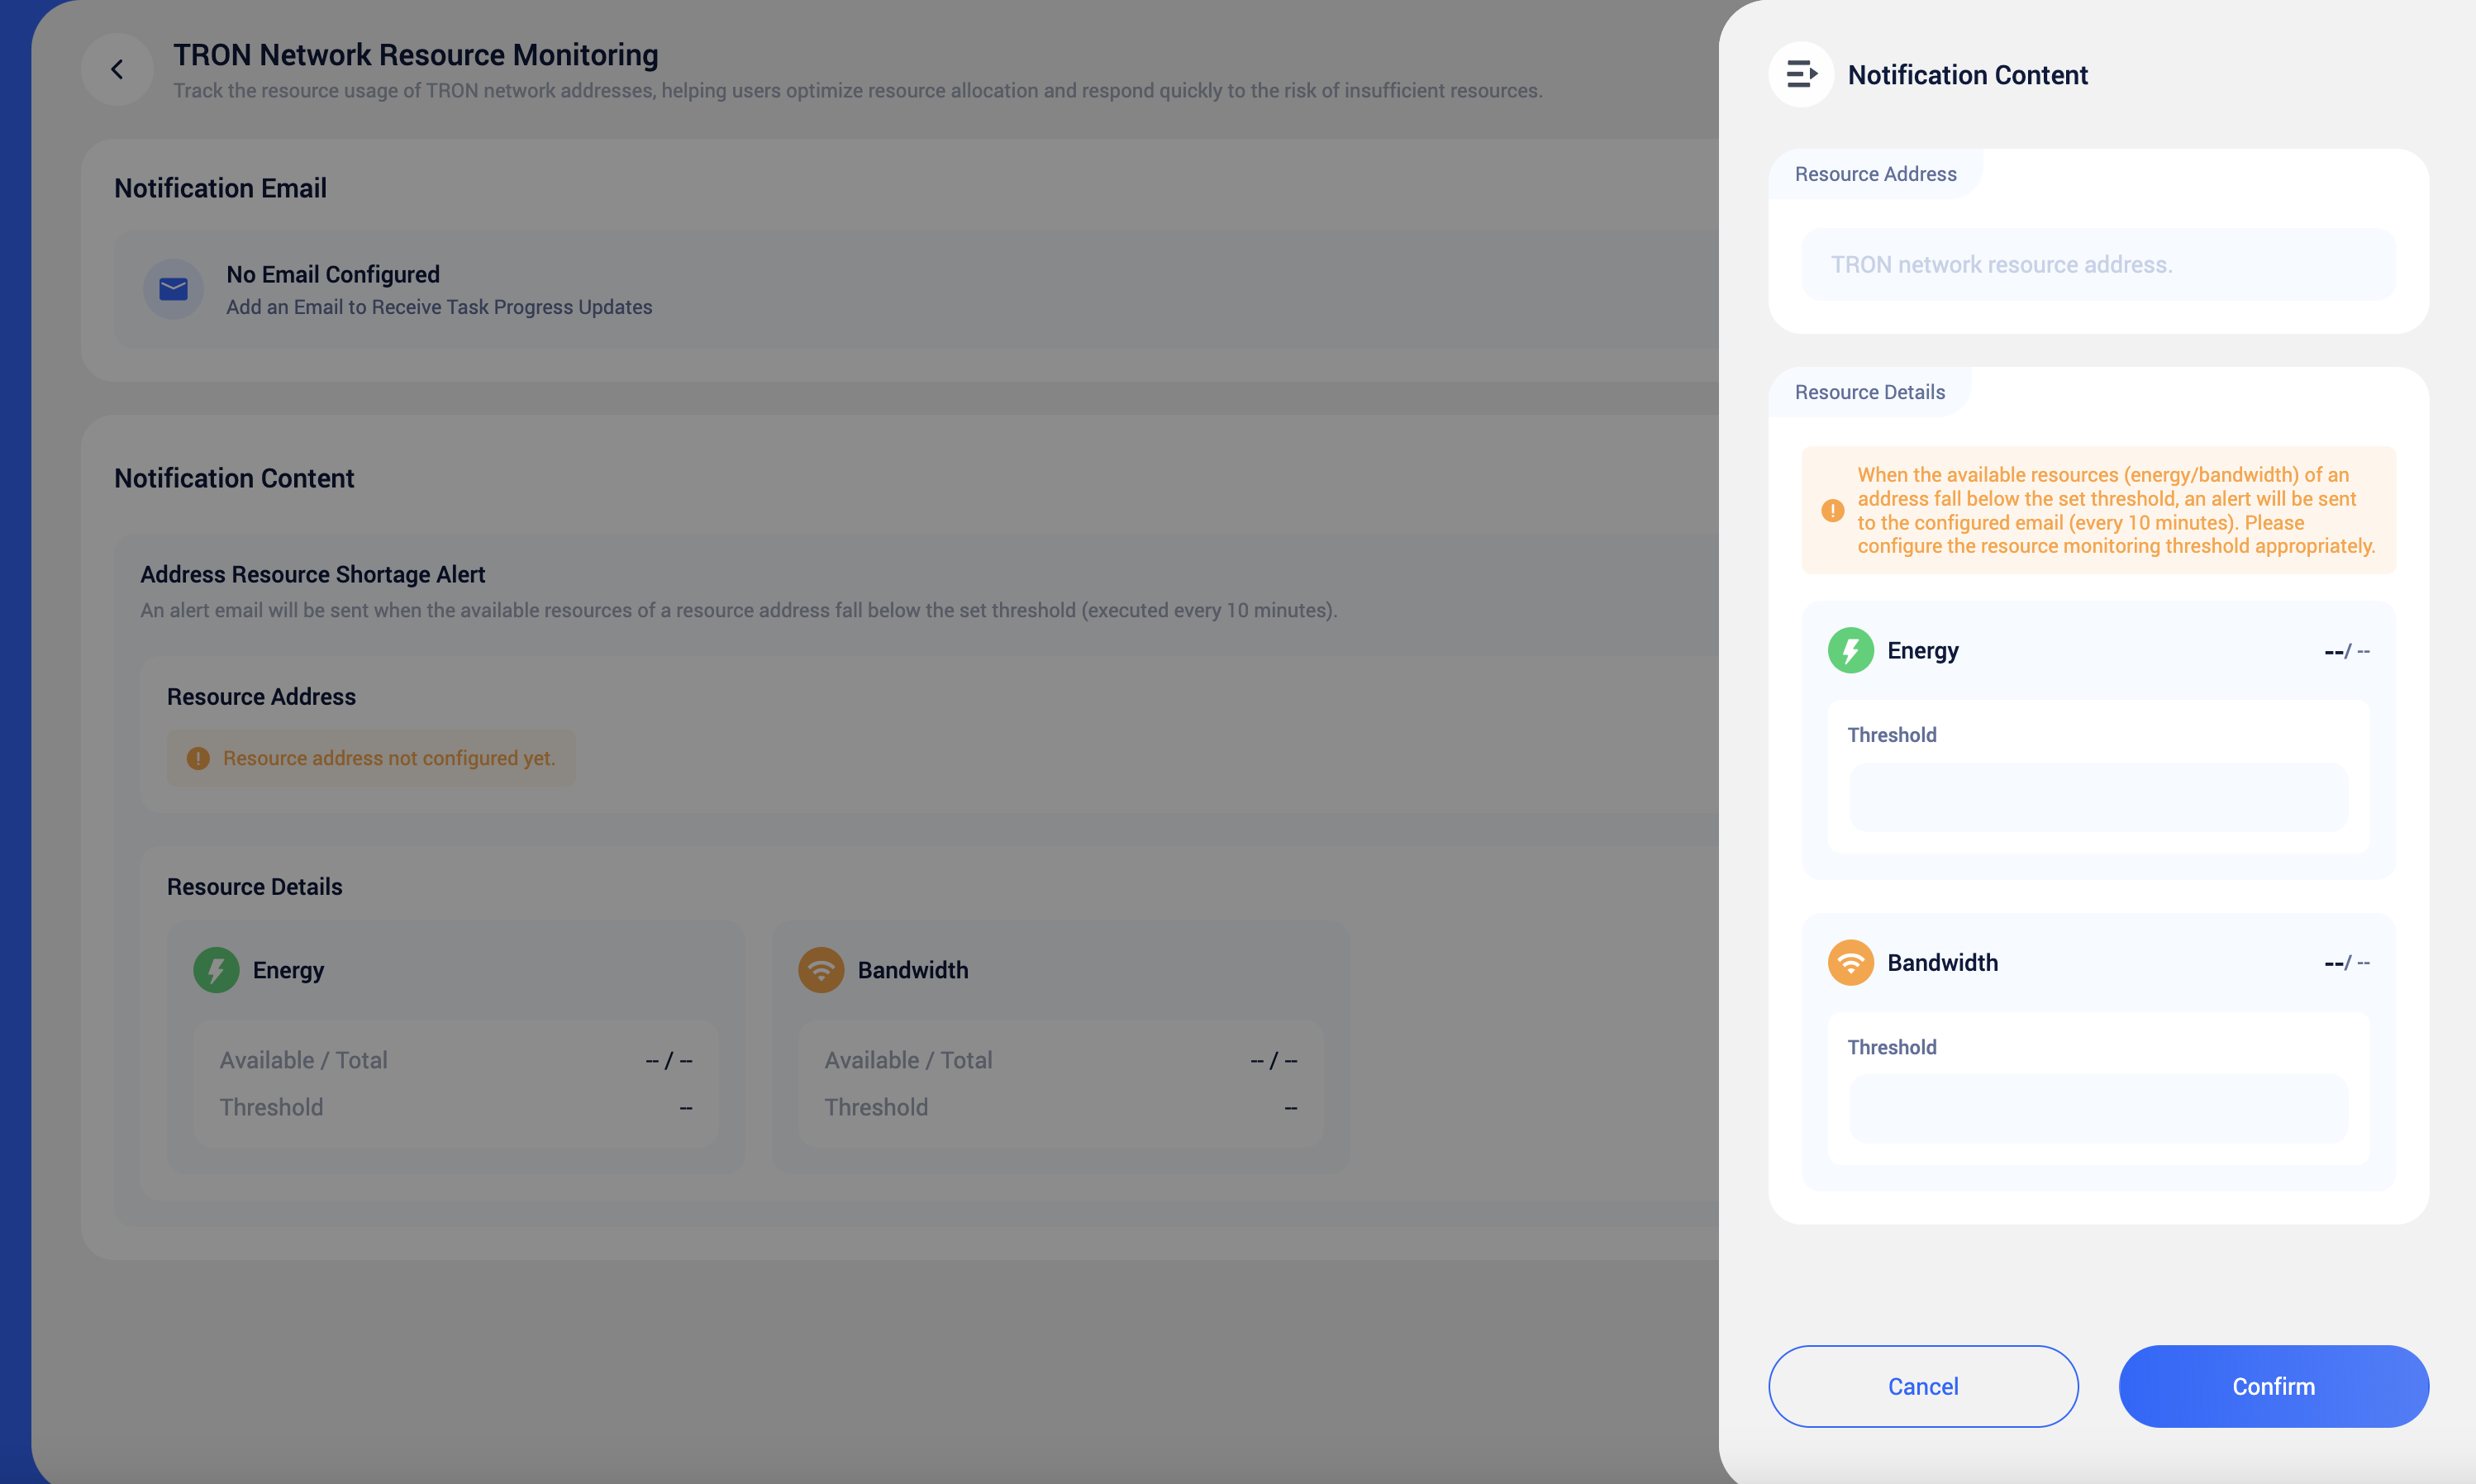 TRON Network Resource Monitoring
Track the resource usage of TRON network addresses, helping users optimize resource allocation and respond quickly to the risk of insufficient resources.
Notification Email
No Email Configured
Add an Email to Receive Task Progress Updates
Notification Content
Address Resource Shortage Alert
An alert email will be sent when the available resources of a resource address fall below the set threshold (executed every 10 minutes).
Resource Address
Resource address not configured yet.
Resource Details
Energy
Available / Total -- / --
Threshold --
Bandwidth
Available / Total -- / --
Threshold --
Notification Content
Resource Address
TRON network resource address.
Resource Details
When the available resources (energy/bandwidth) of an
address fall below the set threshold, an alert will be sent
to the configured email (every 10 minutes). Please
configure the resource monitoring threshold appropriately.
Energy --/ --
Threshold
Bandwidth --/ --
Threshold
Cancel
Confirm